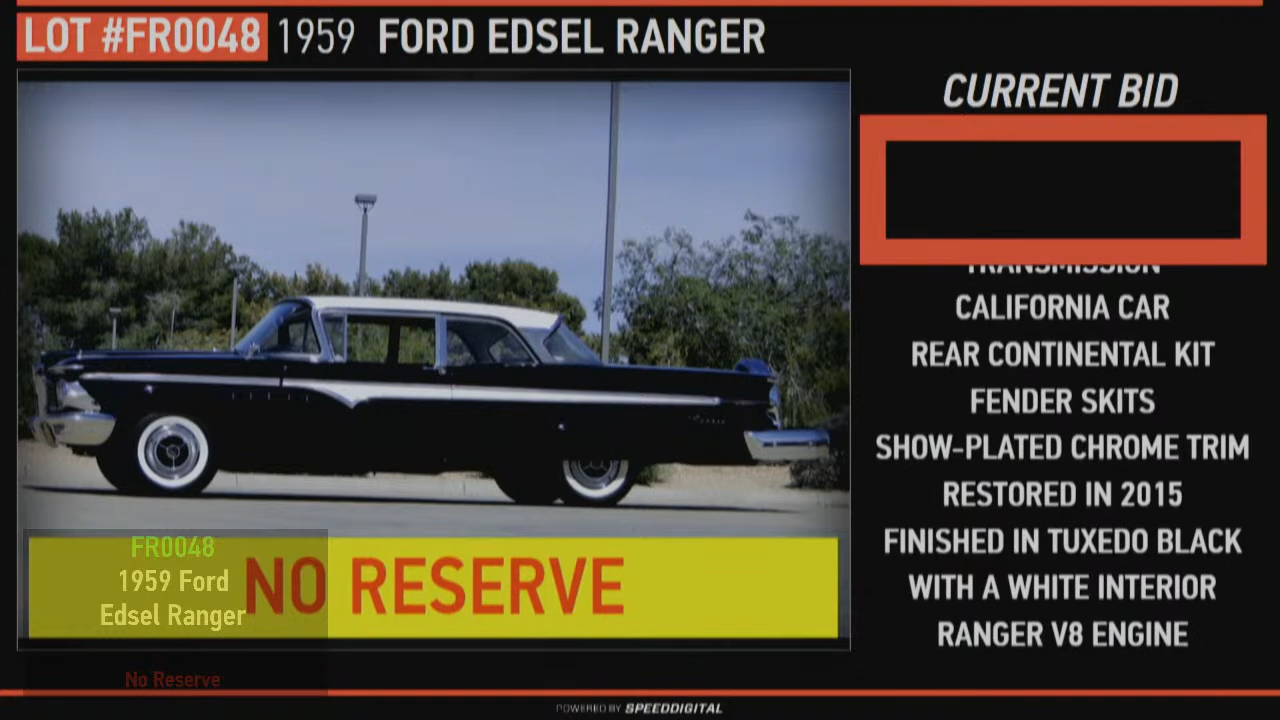 LOT #FR0048 1959 FORD EDSEL RANGER
CURRENT BID
TRANSMISSION
CALIFORNIA CAR
REAR CONTINENTAL KIT
FENDER SKITS
SHOW-PLATED CHROME TRIM
RESTORED IN 2015
FINISHED IN TUXEDO BLACK
WITH A WHITE INTERIOR
RANGER V8 ENGINE
NO RESERVE
FR0048
1959 Ford
Edsel Ranger
No Reserve
POWERED BY SPEEDDIGITAL